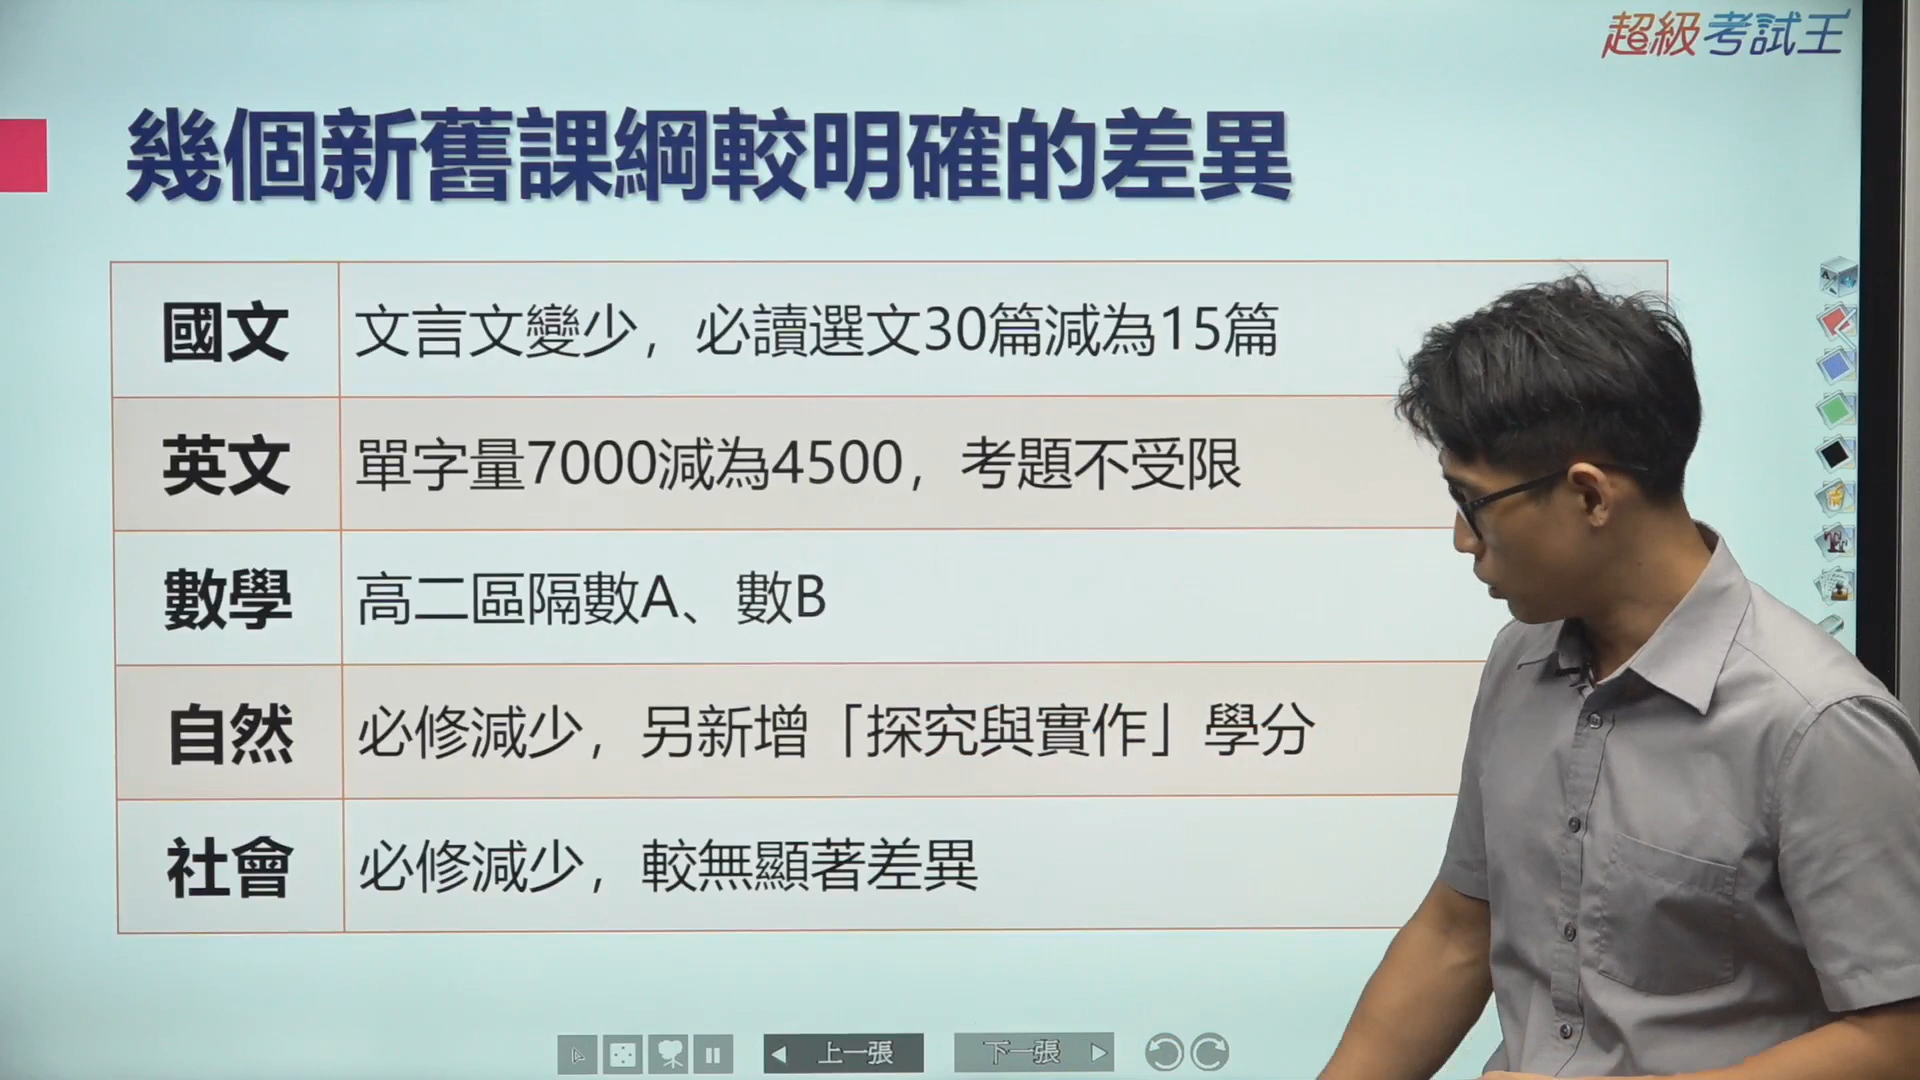 超級考試王
幾個新舊課綱較明確的差異
國文 文言文變少，必讀選文30篇減為15篇
英文 單字量7000減為4500，考題不受限
數學 高二區隔數A、數B
自然 必修減少，另新增「探究與實作」學分
社會 必修減少，較無顯著差異
上一張 下一張